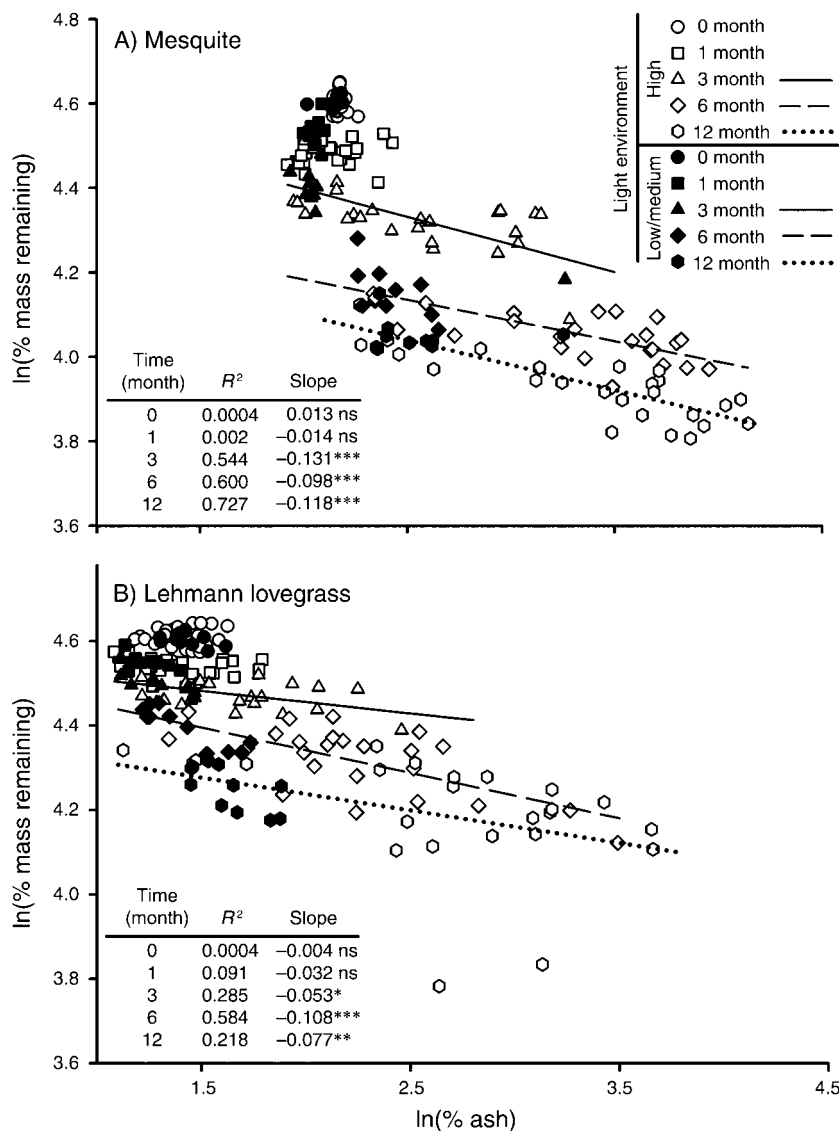 A) Mesquite
Light environment
High
0 month
1 month
3 month
6 month
12 month
Low/medium
0 month
1 month
3 month
6 month
12 month
ln(% mass remaining)
4.8
4.6
4.4
4.2
4.0
3.8
3.6
Time (month) R² Slope
0 0.0004 0.013 ns
1 0.002 −0.014 ns
3 0.544 −0.131***
6 0.600 −0.098***
12 0.727 −0.118***
B) Lehmann lovegrass
ln(% mass remaining)
4.6
4.4
4.2
4.0
3.8
3.6
Time (month) R² Slope
0 0.0004 −0.004 ns
1 0.091 −0.032 ns
3 0.285 −0.053*
6 0.584 −0.108***
12 0.218 −0.077**
1.5 2.5 3.5 4.5
ln(% ash)